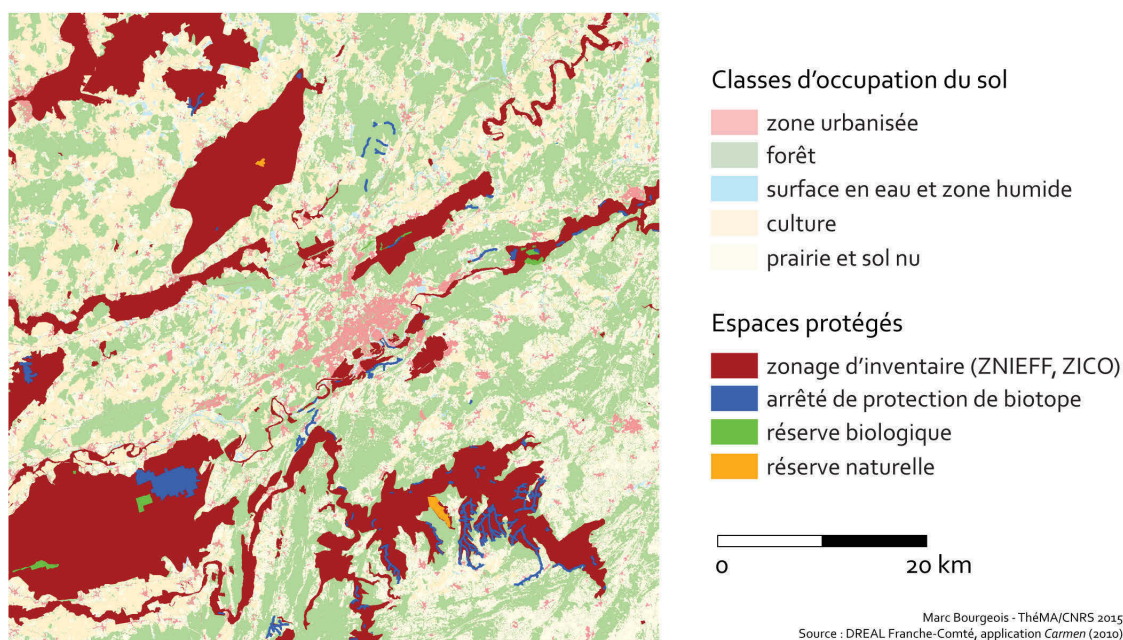 Classes d'occupation du sol
zone urbanisée
forêt
surface en eau et zone humide
culture
prairie et sol nu
Espaces protégés
zonage d'inventaire (ZNIEFF, ZICO)
arrêté de protection de biotope
réserve biologique
réserve naturelle
0 20 km
Marc Bourgeois - ThéMA/CNRS 2015
Source : DREAL Franche-Comté, application Carmen (2010)